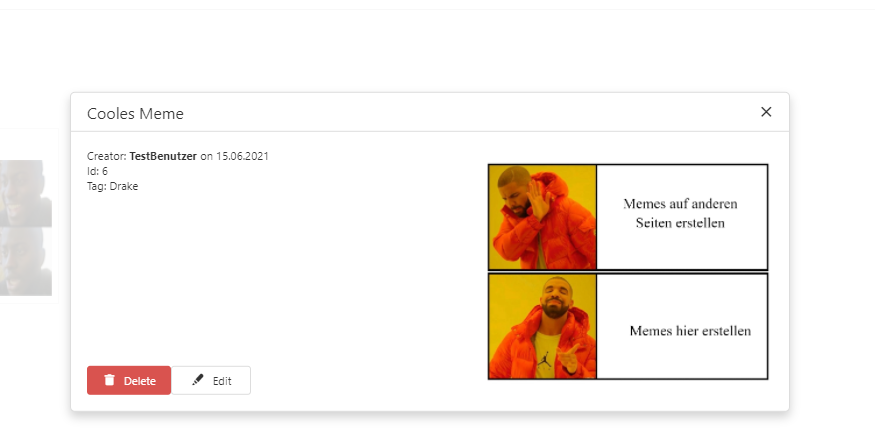 Cooles Meme
Creator: TestBenutzer on 15.06.2021
Id: 6
Tag: Drake
Memes auf anderen
Seiten erstellen
Memes hier erstellen
Delete
Edit